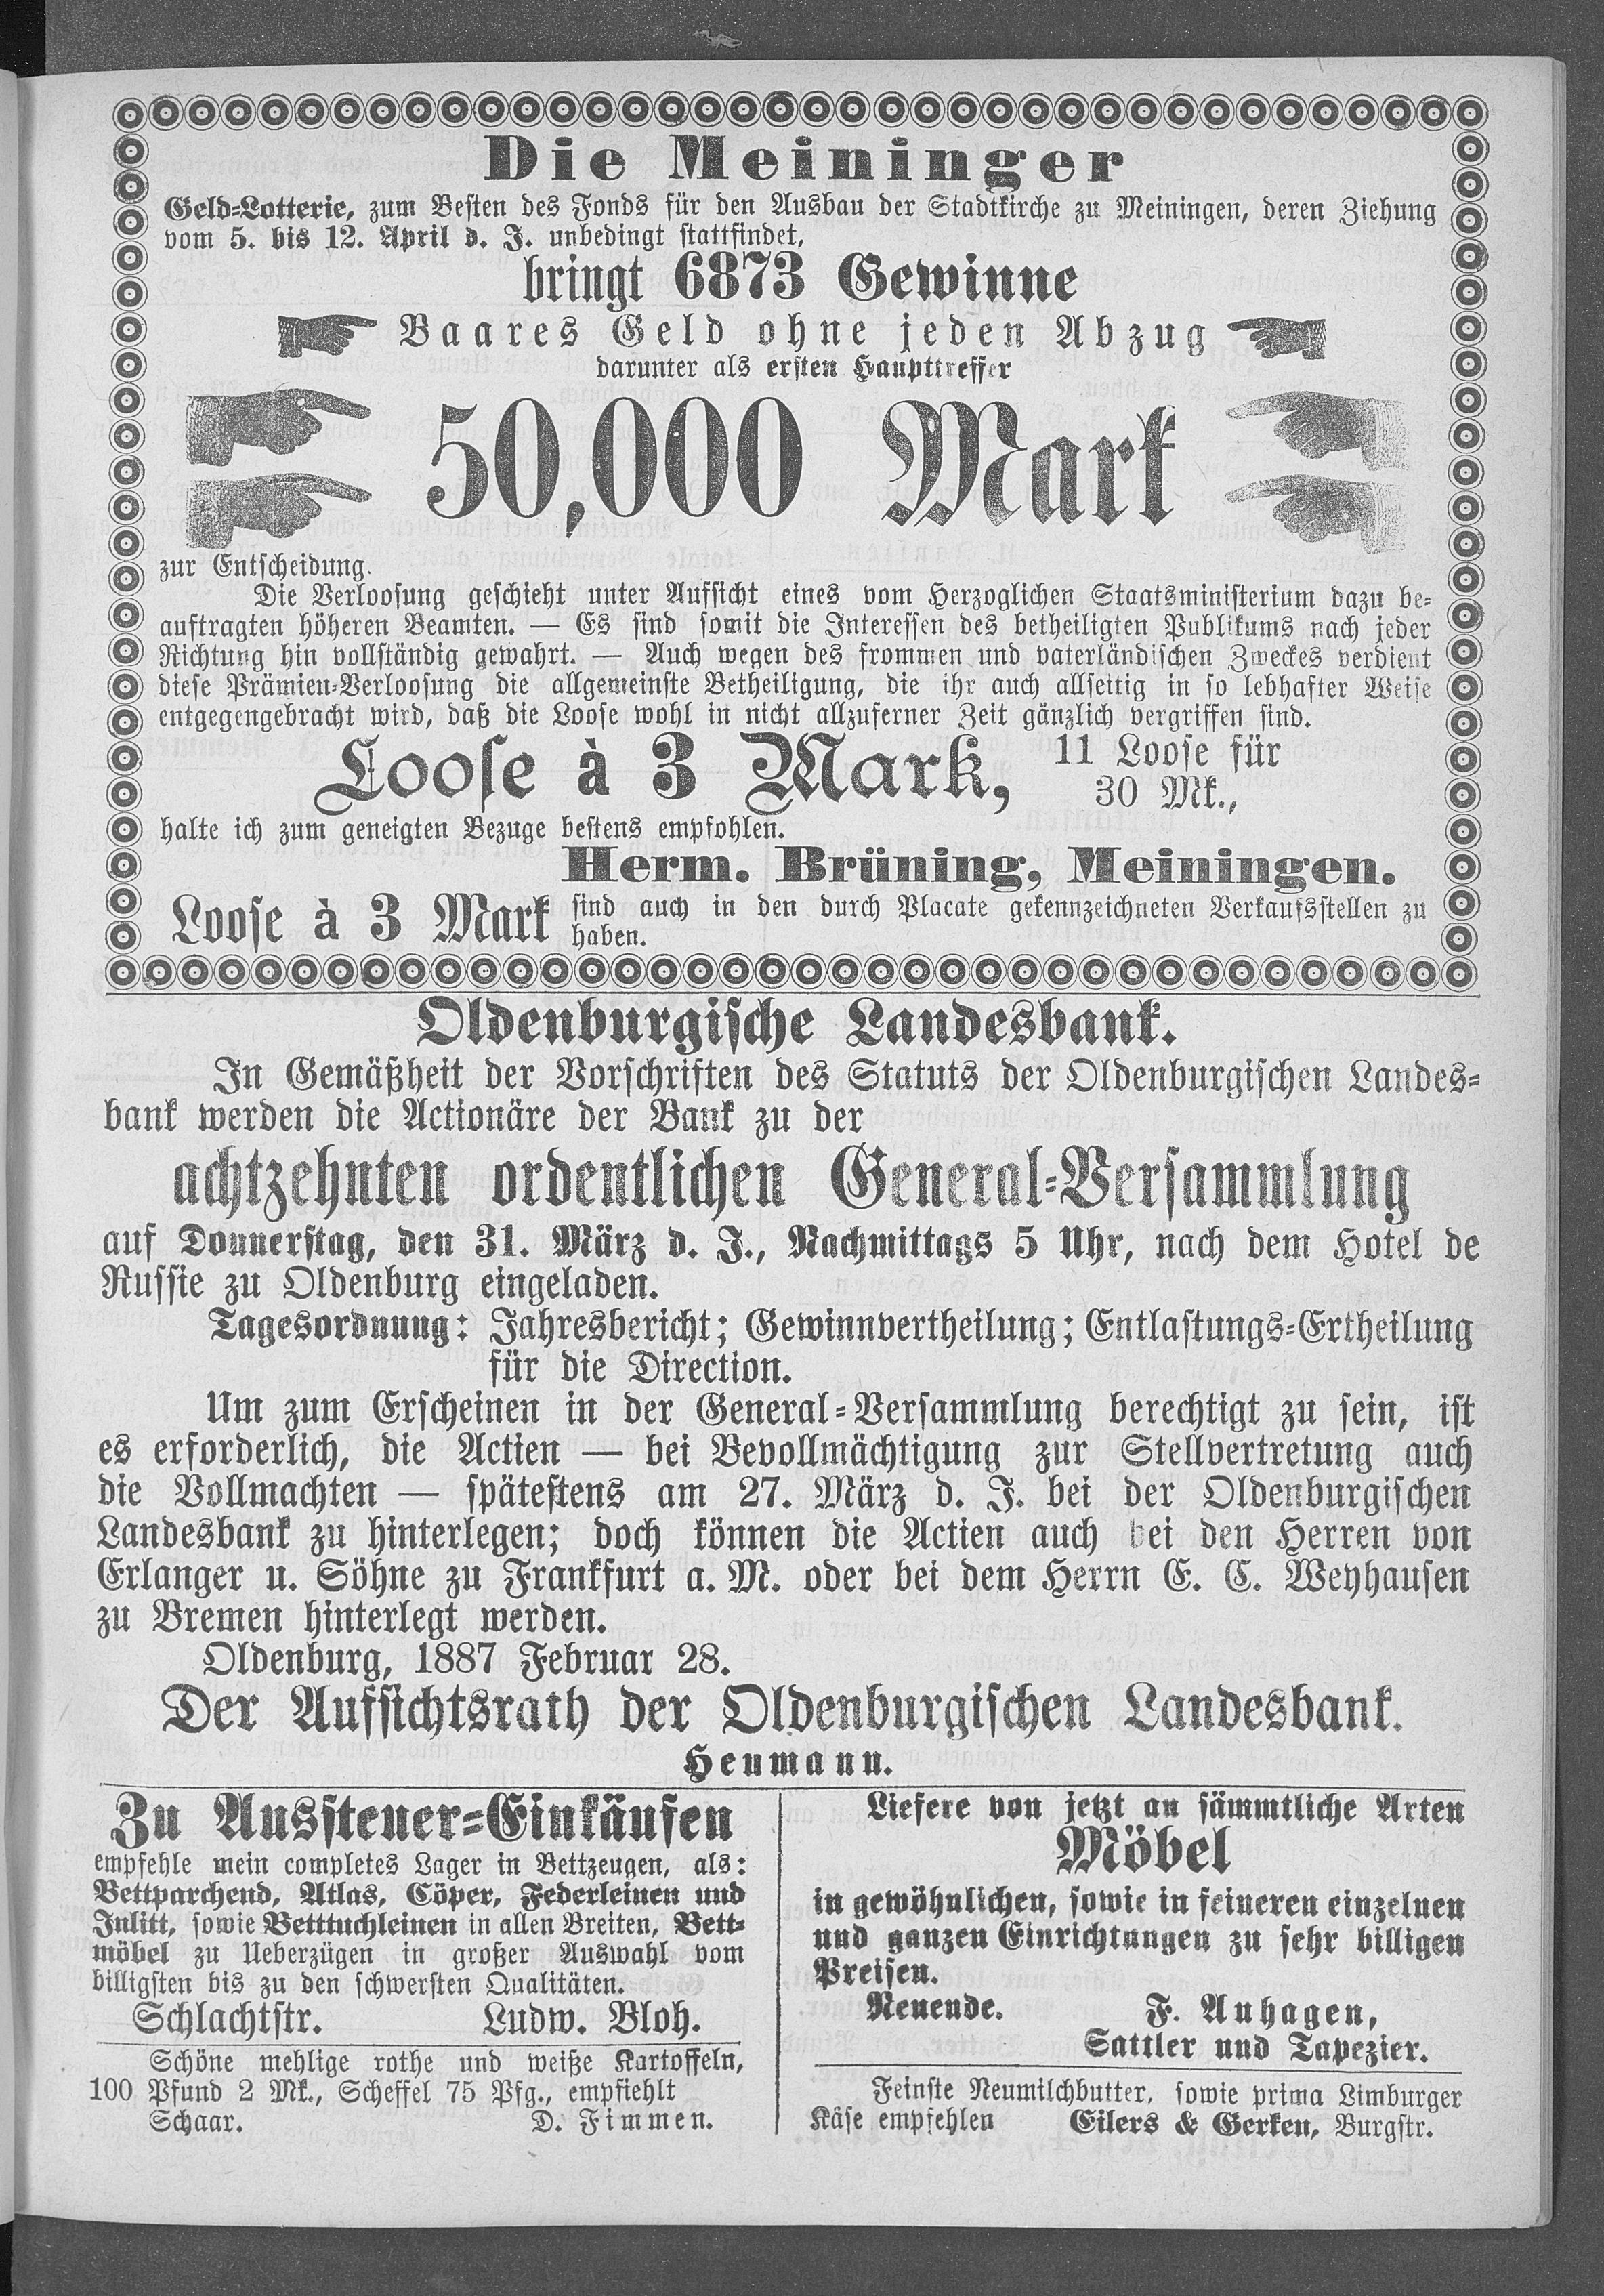 Die Meininger
Geld=Lotterie, zum Besten des Fonds für den Ausbau der Stadtkirche zu Meiningen, deren Ziehung
vom 5. bis 12. April d. J. unbedingt stattfindet,
bringt 6873 Gewinne
Baares Geld ohne jeden Abzug
darunter als ersten Haupttreffer
50,000 Mark
zur Entscheidung.
Die Verloosung geschieht unter Aufsicht eines vom Herzoglichen Staatsministerium dazu be=
auftragten höheren Beamten. — Es sind somit die Interessen des betheiligten Publikums nach jeder
Richtung hin vollständig gewahrt. — Auch wegen des frommen und vaterländischen Zweckes verdient
diese Prämien=Verloosung die allgemeinste Betheiligung, die ihr auch allseitig in so lebhafter Weise
entgegengebracht wird, daß die Loose wohl in nicht allzuferner Zeit gänzlich vergriffen sind.
Loose à 3 Mark, 11 Loose für
30 Mk.,
halte ich zum geneigten Bezuge bestens empfohlen.
Herm. Brüning, Meiningen.
Loose à 3 Mark sind auch in den durch Placate gekennzeichneten Verkaufsstellen zu
haben.
Oldenburgische Landesbank.
In Gemäßheit der Vorschriften des Statuts der Oldenburgischen Landes=
bank werden die Actionäre der Bank zu der
achtzehnten ordentlichen General=Versammlung
auf Donnerstag, den 31. März d. J., Nachmittags 5 Uhr, nach dem Hotel de
Russie zu Oldenburg eingeladen.
Tagesordnung: Jahresbericht; Gewinnvertheilung; Entlastungs=Ertheilung
für die Direction.
Um zum Erscheinen in der General=Versammlung berechtigt zu sein, ist
es erforderlich, die Actien — bei Bevollmächtigung zur Stellvertretung auch
die Vollmachten — spätestens am 27. März d. J. bei der Oldenburgischen
Landesbank zu hinterlegen; doch können die Actien auch bei den Herren von
Erlanger u. Söhne zu Frankfurt a. M. oder bei dem Herrn E. C. Weyhausen
zu Bremen hinterlegt werden.
Oldenburg, 1887 Februar 28.
Der Aufsichtsrath der Oldenburgischen Landesbank.
Heumann.
Zu Aussteuer=Einkäufen
empfehle mein completes Lager in Bettzeugen, als:
Bettparchend, Atlas, Cöper, Federleinen und
Inlitt, sowie Betttuchleinen in allen Breiten, Bett=
möbel zu Ueberzügen in großer Auswahl vom
billigsten bis zu den schwersten Qualitäten.
Schlachtstr. Ludw. Bloh.
Schöne mehlige rothe und weiße Kartoffeln,
100 Pfund 2 Mk., Scheffel 75 Pfg., empfiehlt
Schaar. D. Fimmen.
Liefere von jetzt an sämmtliche Arten
Möbel
in gewöhnlichen, sowie in feineren einzelnen
und ganzen Einrichtungen zu sehr billigen
Preisen.
Neuende. F. Anhagen,
Sattler und Tapezier.
Feinste Neumilchbutter, sowie prima Limburger
Käse empfehlen Eilers & Gerken, Burgstr.